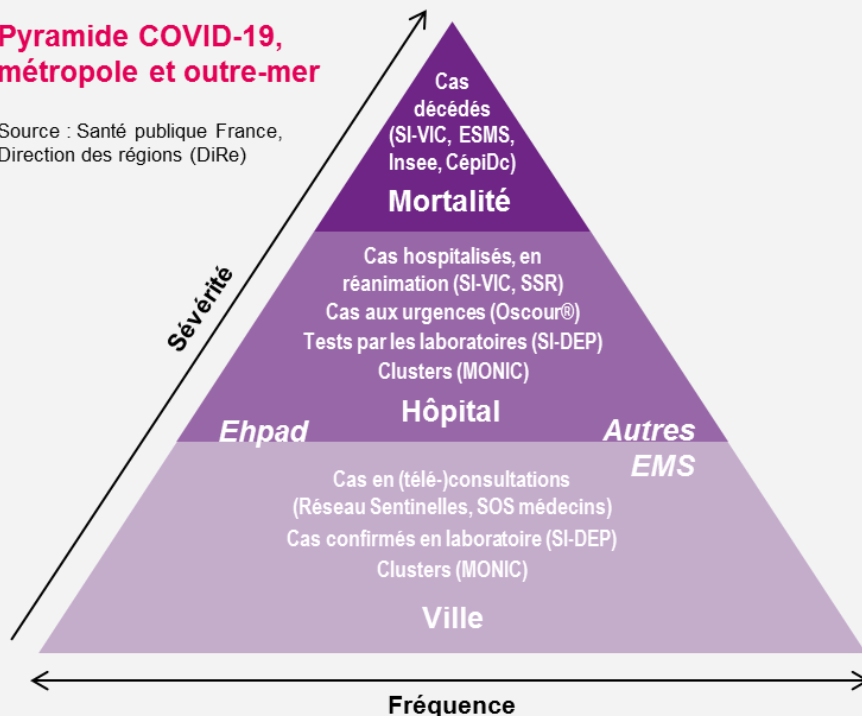 Pyramide COVID-19,
métropole et outre-mer
Source : Santé publique France,
Direction des régions (DiRe)
Sévérité
Cas
décédés
(SI-VIC, ESMS,
Insee, CépiDc)
Mortalité
Cas hospitalisés, en
réanimation (SI-VIC, SSR)
Cas aux urgences (Oscour®)
Tests par les laboratoires (SI-DEP)
Clusters (MONIC)
Hôpital
Ehpad
Autres
EMS
Cas en (télé-)consultations
(Réseau Sentinelles, SOS médecins)
Cas confirmés en laboratoire (SI-DEP)
Clusters (MONIC)
Ville
Fréquence